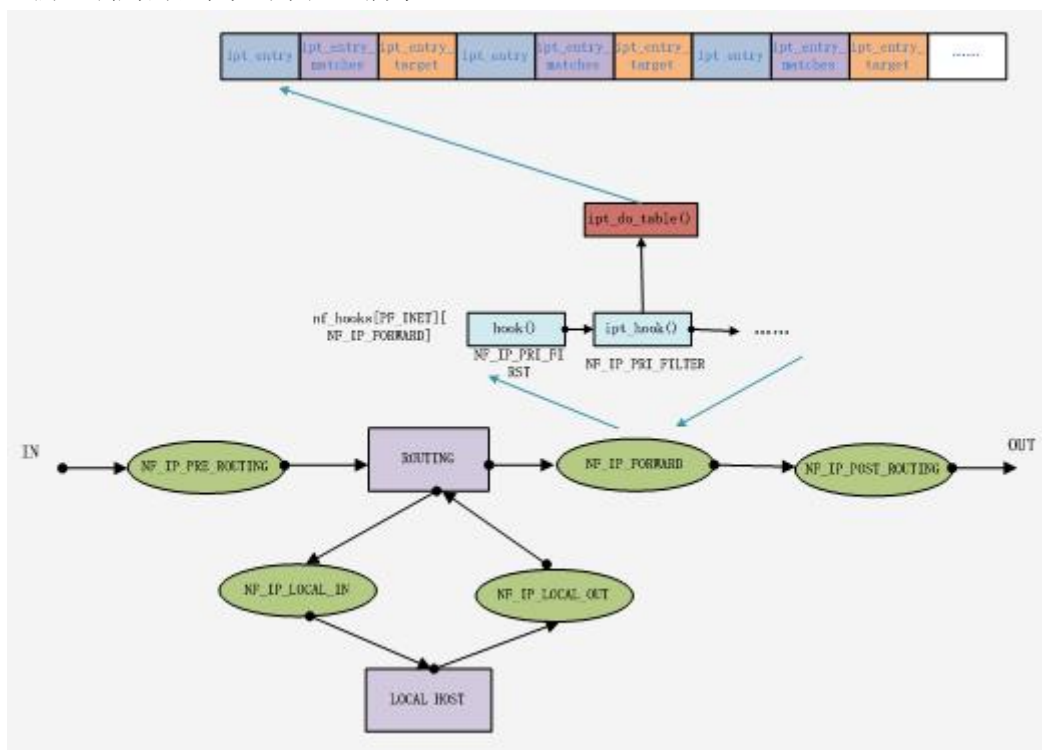 ipt_entry ipt_entry_matches ipt_entry_target ipt_entry ipt_entry_matches ipt_entry_target ipt_entry ipt_entry_matches ipt_entry_target ......
ipt_do_table()
nf_hooks[PF_INET][
NF_IP_FORWARD]
hook()
ipt_hook()
......
NF_IP_PRI_FI
RST
NF_IP_PRI_FILTER
IN
NF_IP_PRE_ROUTING
ROUTING
NF_IP_FORWARD
NF_IP_POST_ROUTING
OUT
NF_IP_LOCAL_IN
NF_IP_LOCAL_OUT
LOCAL HOST